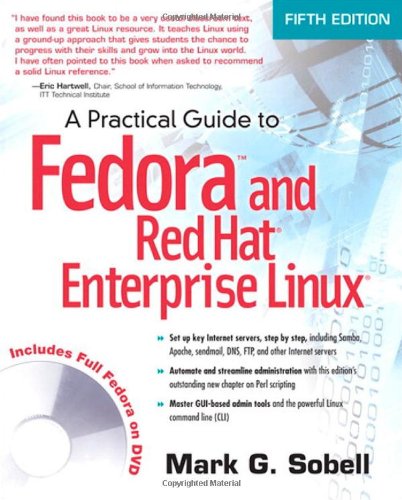 Copyrighted Material
FIFTH EDITION
"I have found this book to be a very
text,
as well as a great Linux resource. It teaches Linux using
a ground-up approach that gives students the chance to
progress with their skills and grow into the Linux world.
I have often pointed to this book when asked to recommend
a solid Linux reference."
—Eric Hartwell, Chair, School of Information Technology,
ITT Technical Institute
A Practical Guide to
Fedora™ and
Red Hat®
Enterprise Linux®
Set up key Internet servers, step by step, including Samba,
Apache, sendmail, DNS, FTP, and other Internet servers
Automate and streamline administration with this edition's
outstanding new chapter on Perl scripting
Master GUI-based admin tools and the powerful Linux
command line (CLI)
Includes Full Fedora on DVD
Mark G. Sobell
Copyrighted Material